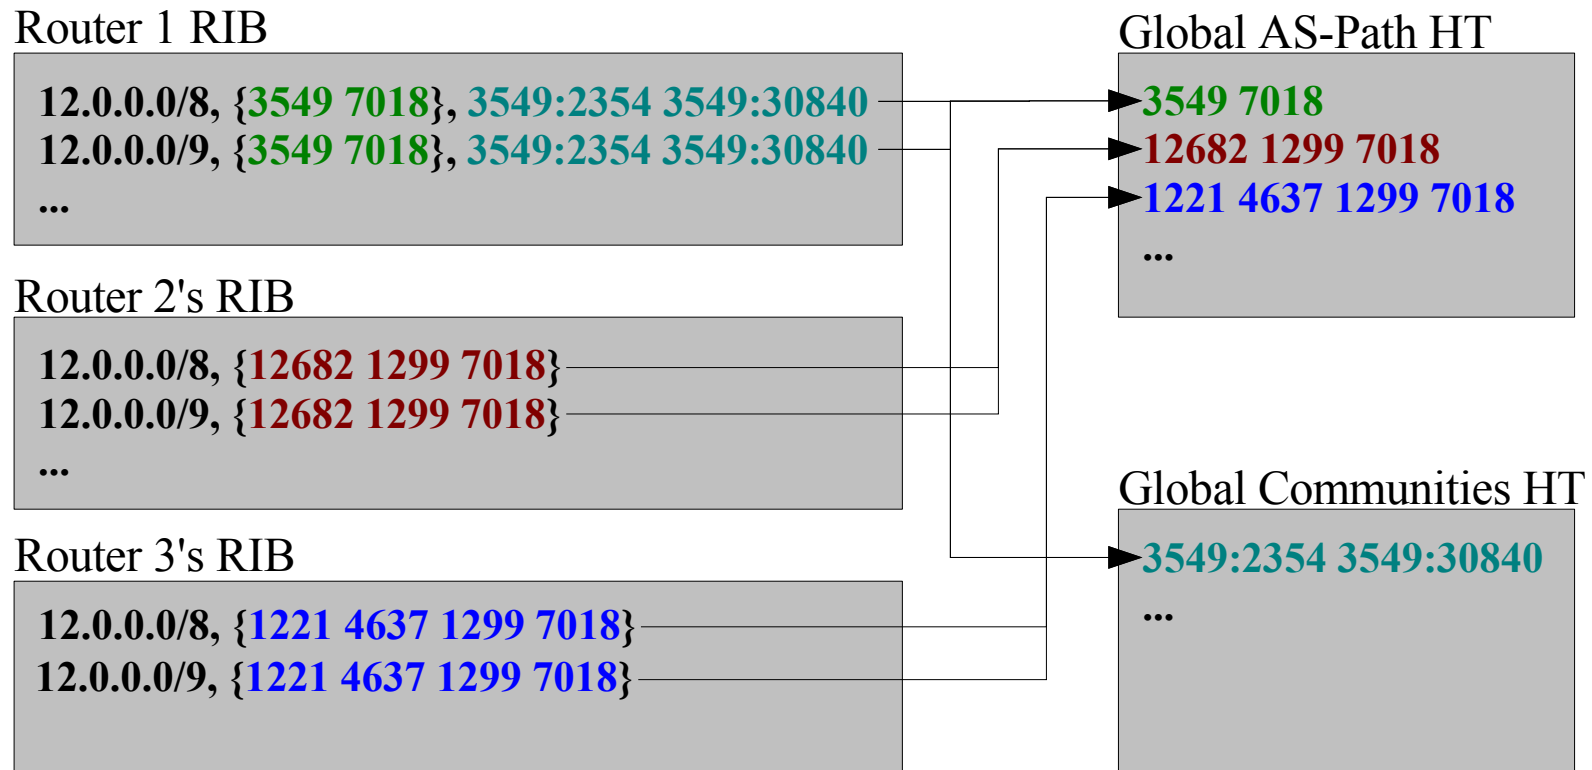 Router 1 RIB
12.0.0.0/8, {3549 7018}, 3549:2354 3549:30840
12.0.0.0/9, {3549 7018}, 3549:2354 3549:30840
...
Router 2's RIB
12.0.0.0/8, {12682 1299 7018}
12.0.0.0/9, {12682 1299 7018}
...
Router 3's RIB
12.0.0.0/8, {1221 4637 1299 7018}
12.0.0.0/9, {1221 4637 1299 7018}
Global AS-Path HT
3549 7018
12682 1299 7018
1221 4637 1299 7018
...
Global Communities HT
3549:2354 3549:30840
...